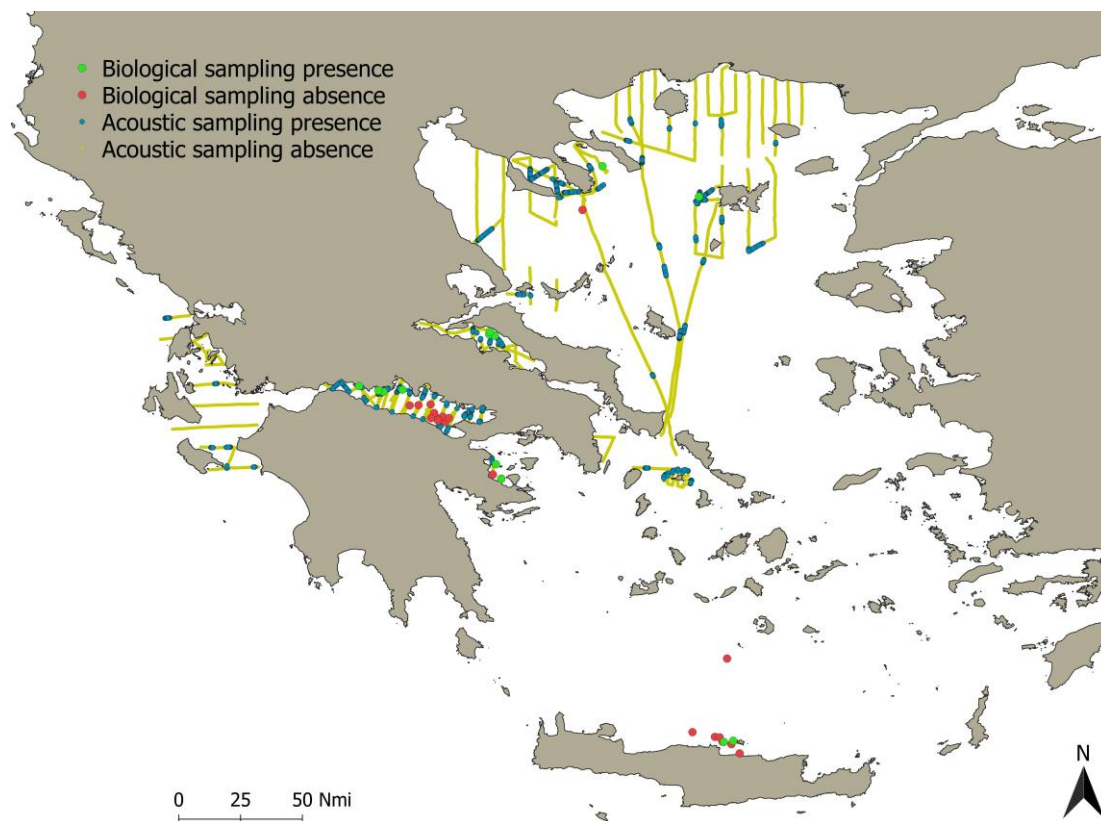 Biological sampling presence
Biological sampling absence
Acoustic sampling presence
Acoustic sampling absence
N
0 25 50 Nmi